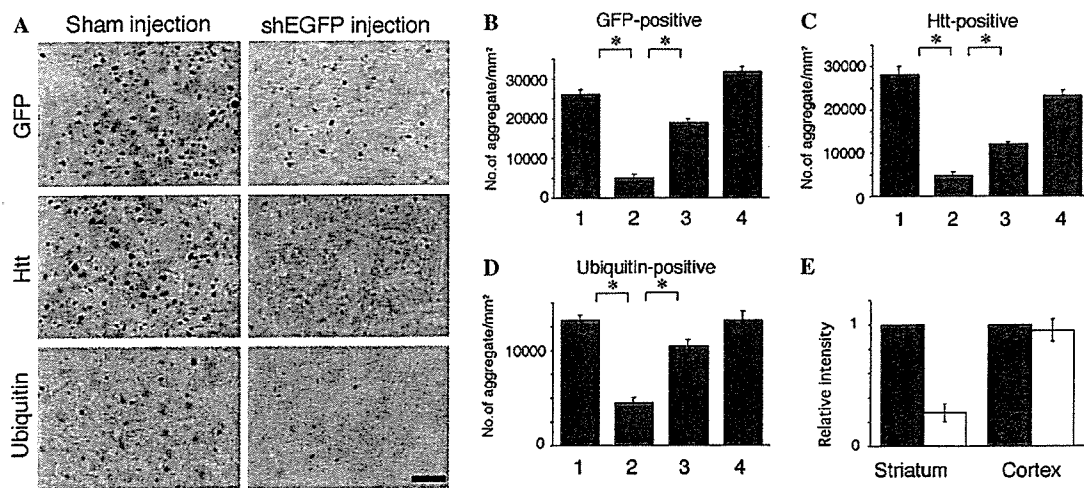 A
Sham injection shEGFP injection
GFP
Htt
Ubiquitin
B
GFP-positive
* *
No.of aggregate/mm²
30000
20000
10000
0
1 2 3 4
C
Htt-positive
* *
No.of aggregate/mm²
30000
20000
10000
0
1 2 3 4
D
Ubiquitin-positive
* *
No.of aggregate/mm²
10000
0
1 2 3 4
E
Relative intensity
1
0
Striatum Cortex